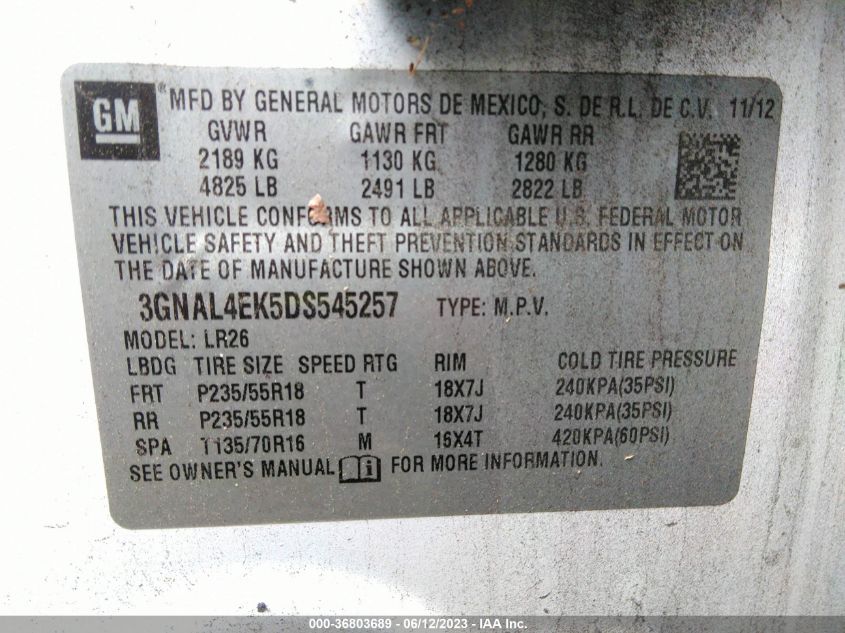 GM® MFD BY GENERAL MOTORS DE MEXICO, S. DE R.L. DE C.V. 11/12
GVWR GAWR FRT GAWR RR
2189 KG 1130 KG 1280 KG
4825 LB 2491 LB 2822 LB
THIS VEHICLE CONFORMS TO ALL APPLICABLE U.S. FEDERAL MOTOR
VEHICLE SAFETY AND THEFT PREVENTION STANDARDS IN EFFECT ON
THE DATE OF MANUFACTURE SHOWN ABOVE.
3GNAL4EK5DS545257 TYPE: M.P.V.
MODEL: LR26
LBDG TIRE SIZE SPEED RTG RIM COLD TIRE PRESSURE
FRT P235/55R18 T 18X7J 240KPA(35PSI)
RR P235/55R18 T 18X7J 240KPA(35PSI)
SPA T135/70R16 M 16X4T 420KPA(60PSI)
SEE OWNER'S MANUAL FOR MORE INFORMATION.
000-36803689 - 06/12/2023 - IAA Inc.